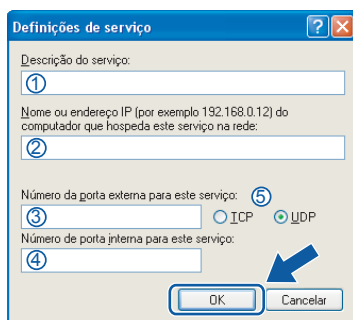 Definições de serviço
Descrição do serviço:
①
Nome ou endereço IP (por exemplo 192.168.0.12) do
computador que hospeda este serviço na rede:
②
Número da porta externa para este serviço: ⑤
③ TCP UDP
Número de porta interna para este serviço:
④
OK Cancelar